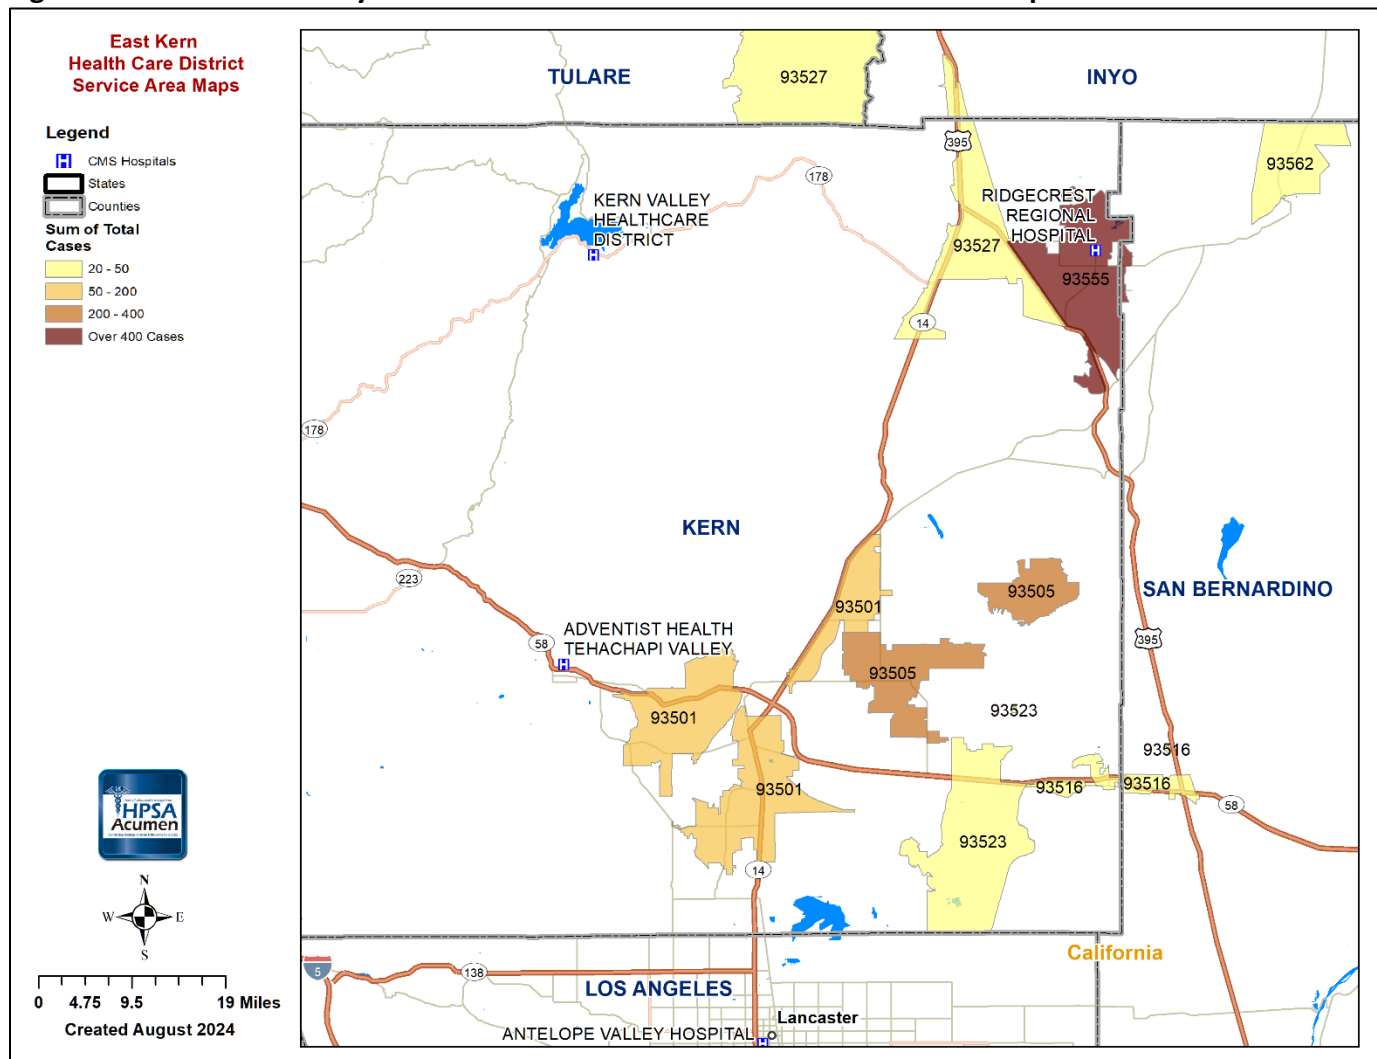 East Kern
Health Care District
Service Area Maps
Legend
CMS Hospitals
States
Counties
Sum of Total
Cases
20 - 50
50 - 200
200 - 400
Over 400 Cases
HPSA
Acumen
N
W
E
S
0 4.75 9.5 19 Miles
Created August 2024
TULARE
93527
INYO
395
93562
178
KERN VALLEY
HEALTHCARE
DISTRICT
RIDGECREST
REGIONAL
HOSPITAL
93527
93555
14
178
KERN
223
93505
SAN BERNARDINO
93501
ADVENTIST HEALTH
TEHACHAPI VALLEY
58
395
93505
93501
93523
93516
93501
93516
93516
58
93523
14
California
5
138
LOS ANGELES
Lancaster
ANTELOPE VALLEY HOSPITAL